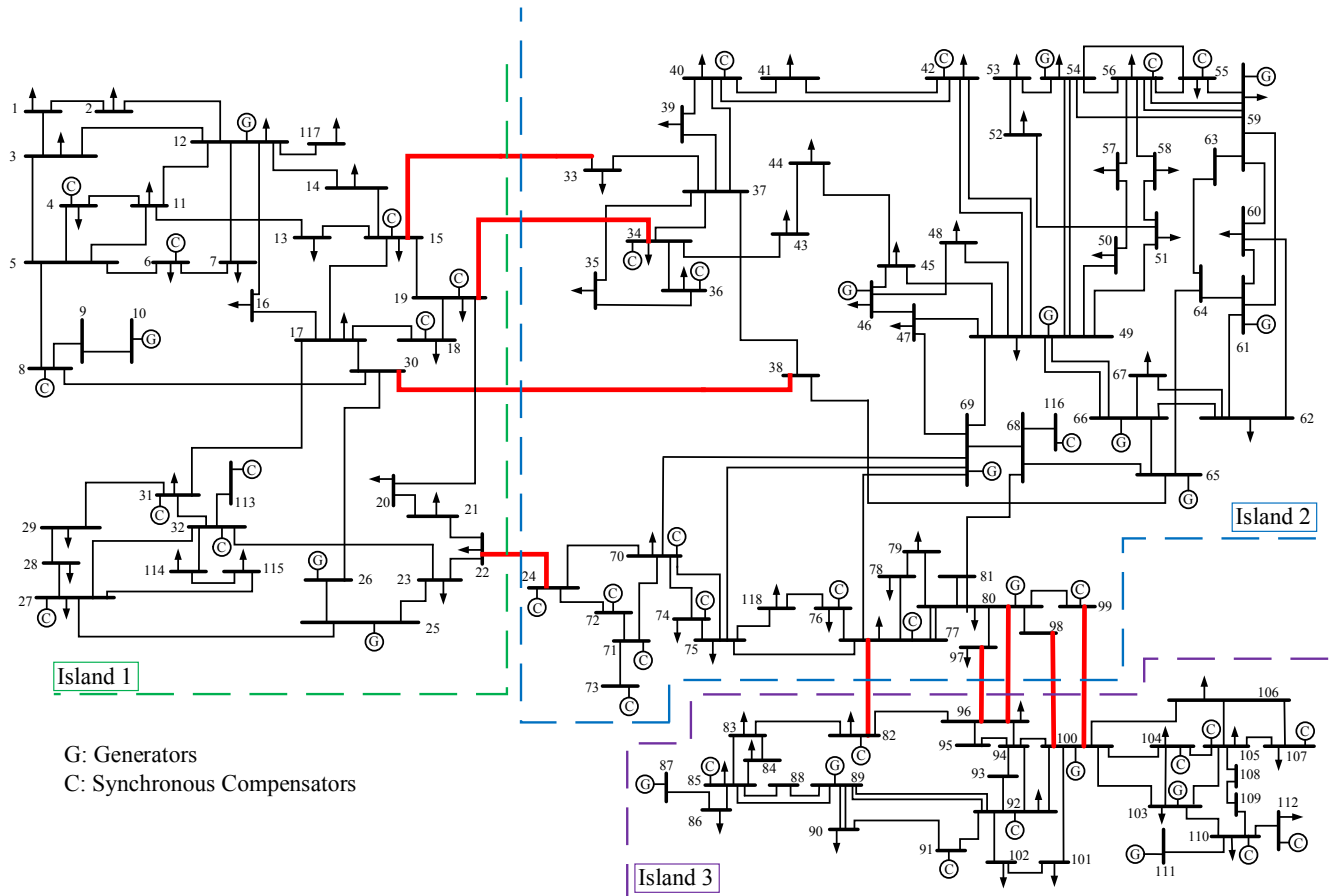 40
41
42
C
C
53
54
G
56
C
C
55
G
59
1
2
12
G
117
39
52
63
3
14
33
44
57
58
C
4
11
C
37
60
34
C
43
48
50
51
13
15
5
6
C
7
45
35
C
36
G
46
64
16
19
C
47
G
49
61
G
9
10
G
17
C
18
8
C
30
38
67
69
68
116
C
66
G
62
G
65
G
31
C
113
C
20
21
Island 2
29
32
C
22
79
28
114
115
G
26
23
24
C
70
C
78
81
27
C
G
25
72
C
118
76
C
80
G
C
99
74
C
77
C
98
71
C
75
97
Island 1
73
C
106
83
82
C
96
100
G
104
C
C
105
C
107
G: Generators
C: Synchronous Compensators
87
G
85
C
84
95
94
88
G
89
93
108
86
92
C
103
G
109
112
C
90
91
C
102
101
110
C
G
111
Island 3